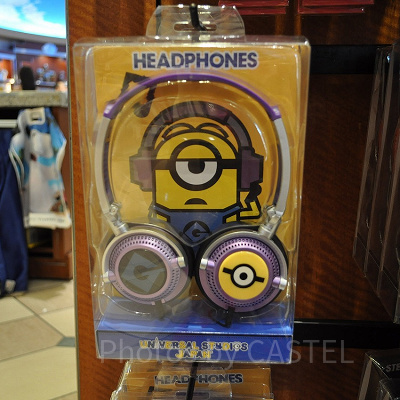 HEADPHONES
G
UNIVERSAL STUDIOS
JAPAN
Photo by CASTEL
HEADPHONES